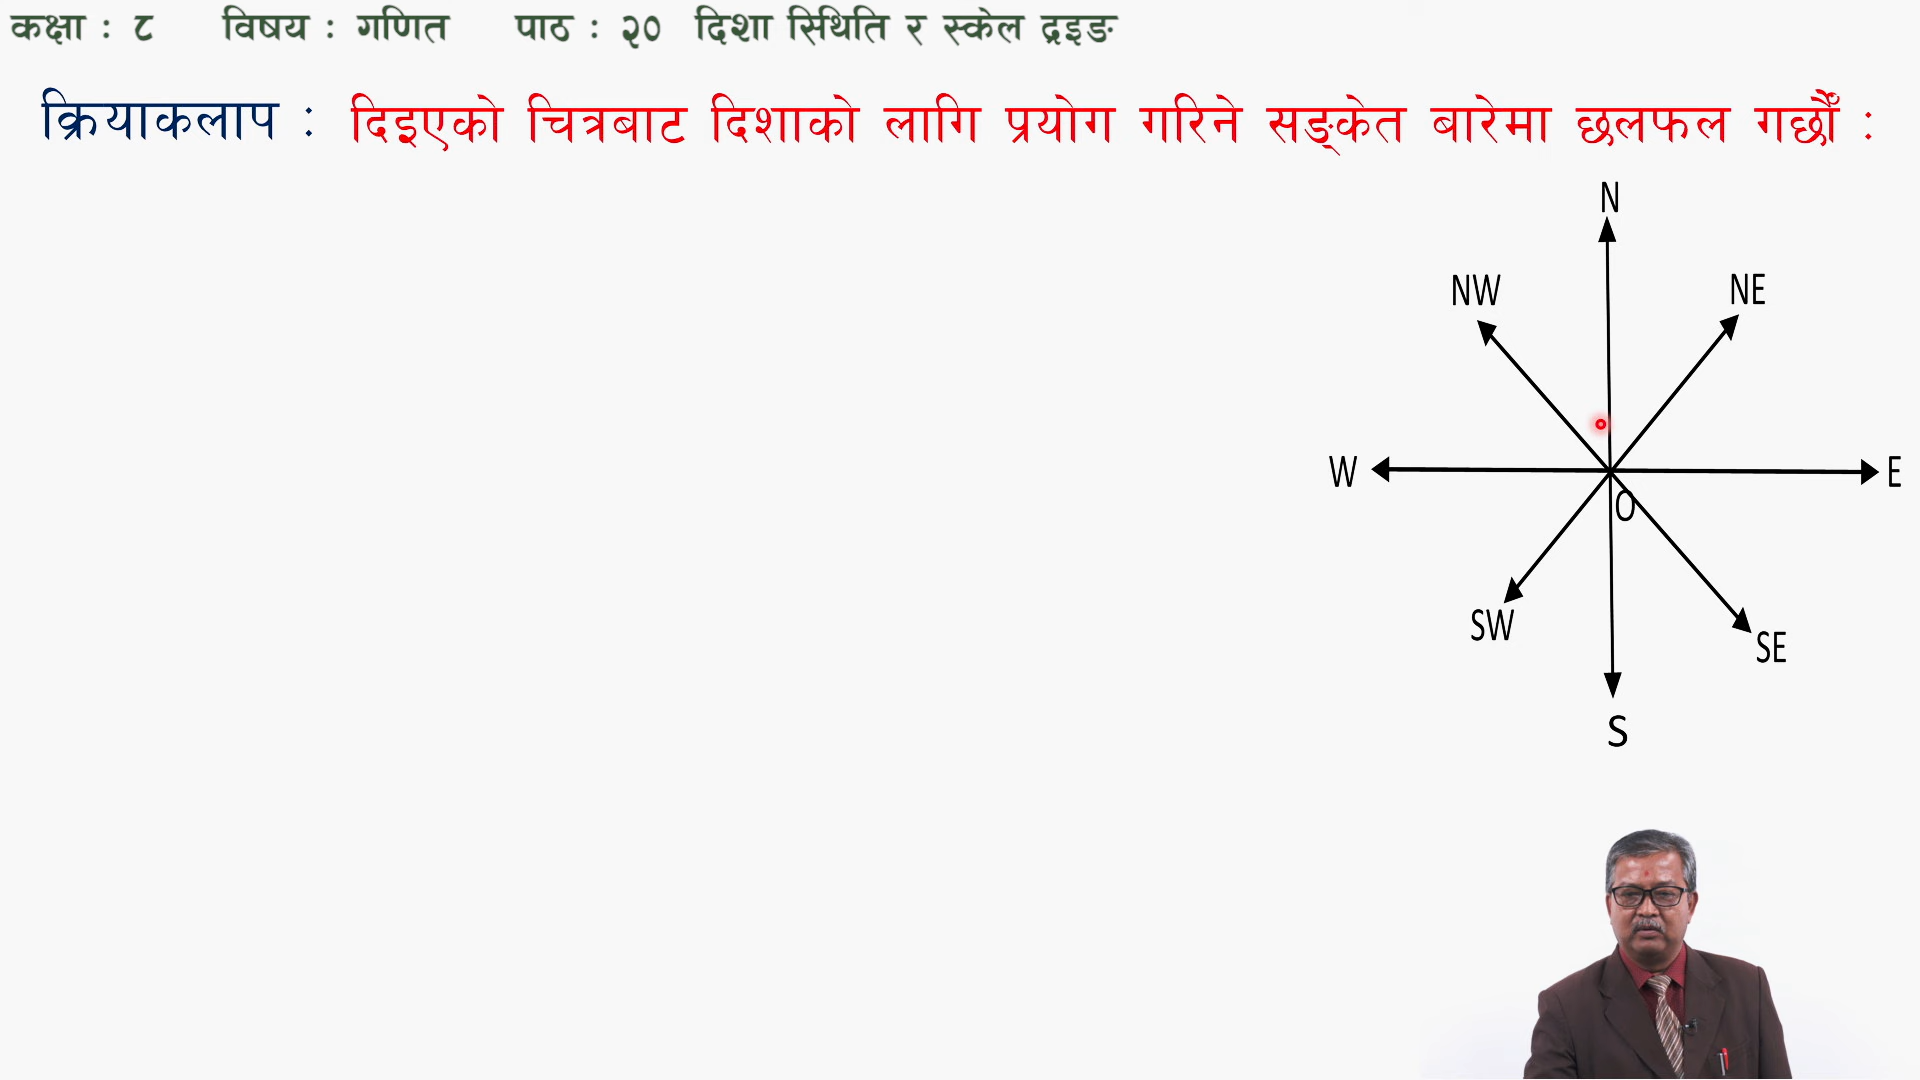 कक्षा : ८ विषय : गणित पाठ : २० दिशा स्थिति र स्केल द्रइङ
क्रियाकलाप : दिइएको चित्रबाट दिशाको लागि प्रयोग गरिने सङ्केत बारेमा छलफल गर्छौँ :
N
NW NE
W E
O
SW SE
S